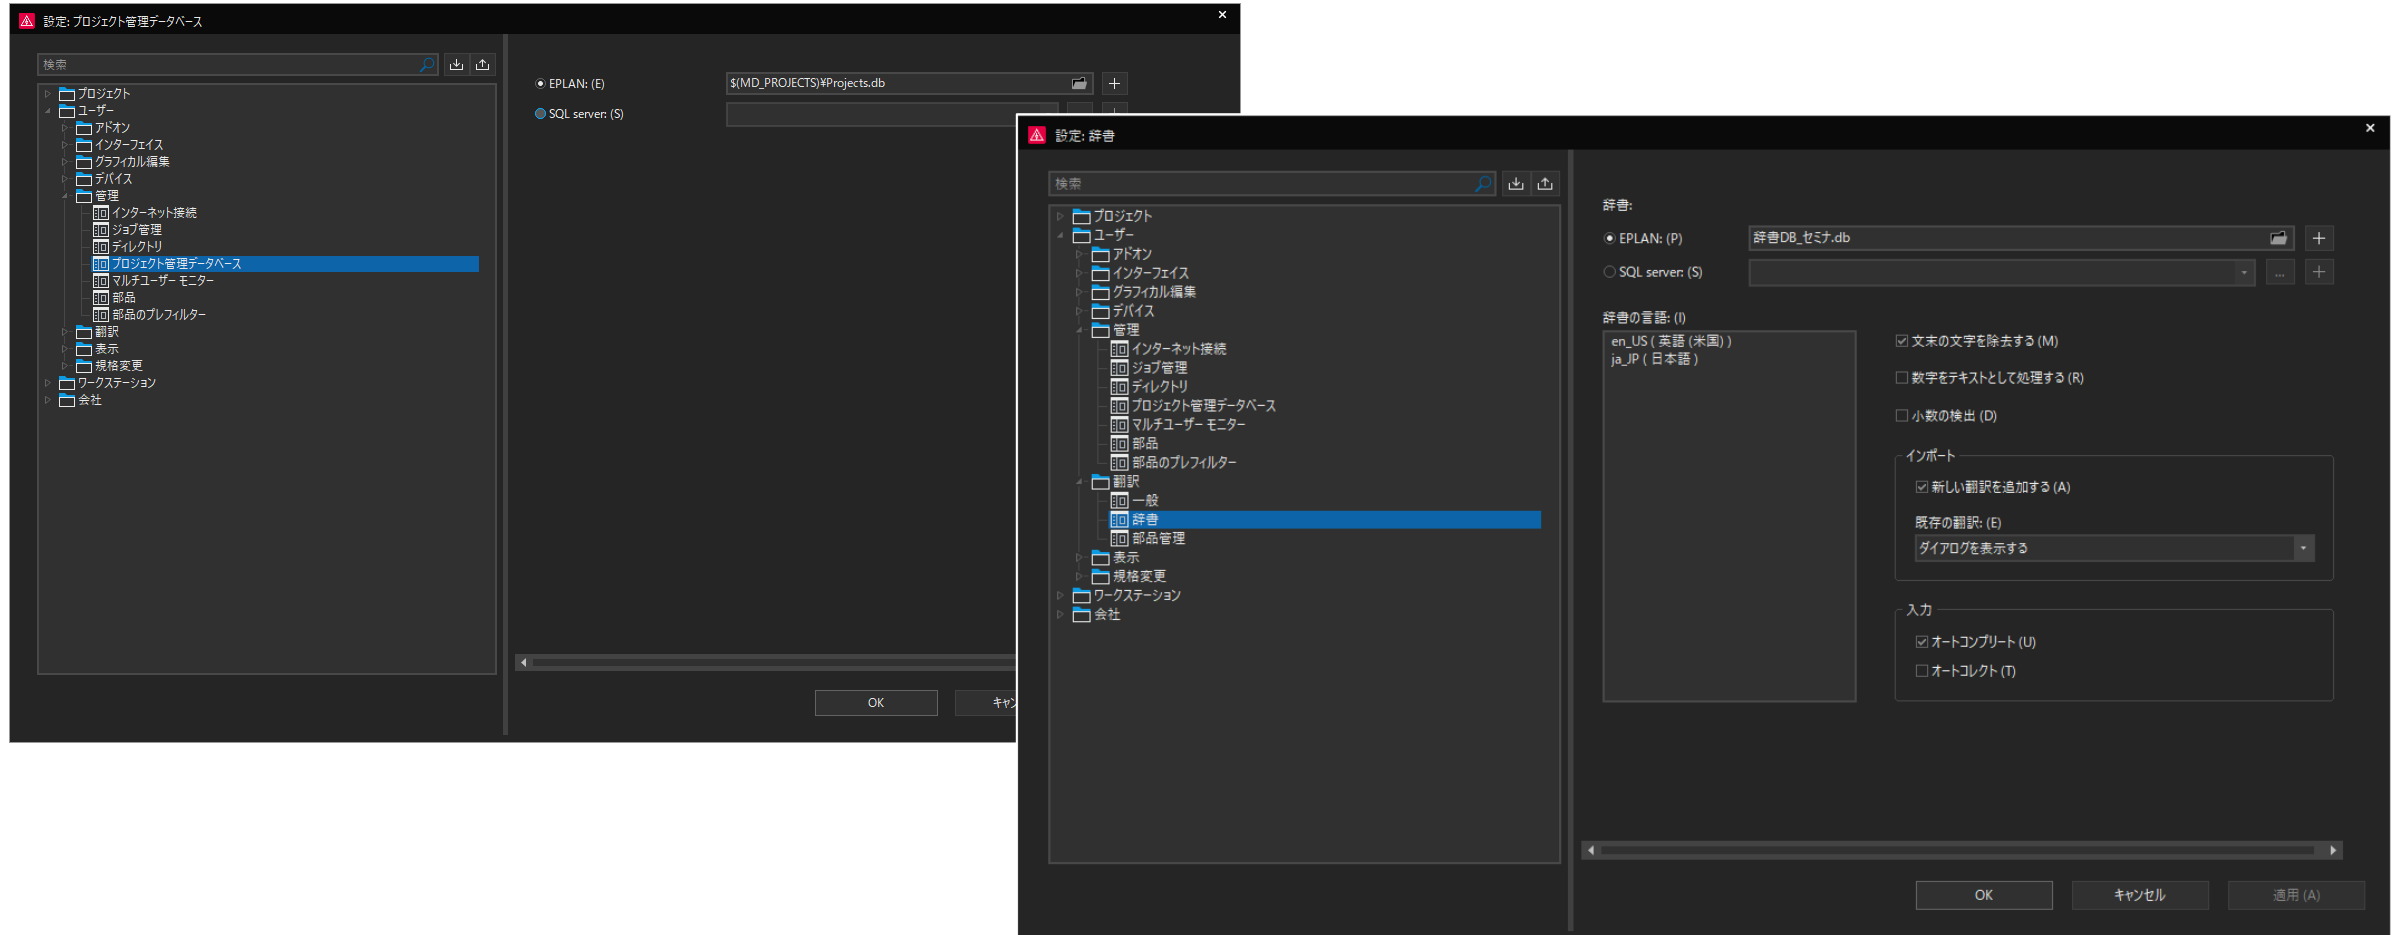 設定: プロジェクト管理データベース
検索
プロジェクト
ユーザー
アドオン
インターフェイス
グラフィカル編集
デバイス
管理
インターネット接続
ジョブ管理
ディレクトリ
プロジェクト管理データベース
マルチユーザー モニター
部品
部品のプレフィルター
翻訳
表示
規格変更
ワークステーション
会社
EPLAN: (E)
$(MD_PROJECTS)¥Projects.db
SQL server: (S)
OK
キャン
設定: 辞書
検索
プロジェクト
ユーザー
アドオン
インターフェイス
グラフィカル編集
デバイス
管理
インターネット接続
ジョブ管理
ディレクトリ
プロジェクト管理データベース
マルチユーザー モニター
部品
部品のプレフィルター
翻訳
一般
辞書
部品管理
表示
規格変更
ワークステーション
会社
辞書:
EPLAN: (P)
辞書DB_セミナ.db
SQL server: (S)
...
辞書の言語: (I)
en_US ( 英語 (米国) )
ja_JP ( 日本語 )
文末の文字を除去する (M)
数字をテキストとして処理する (R)
小数の検出 (D)
インポート
新しい翻訳を追加する (A)
既存の翻訳: (E)
ダイアログを表示する
入力
オートコンプリート (U)
オートコレクト (T)
OK
キャンセル
適用 (A)